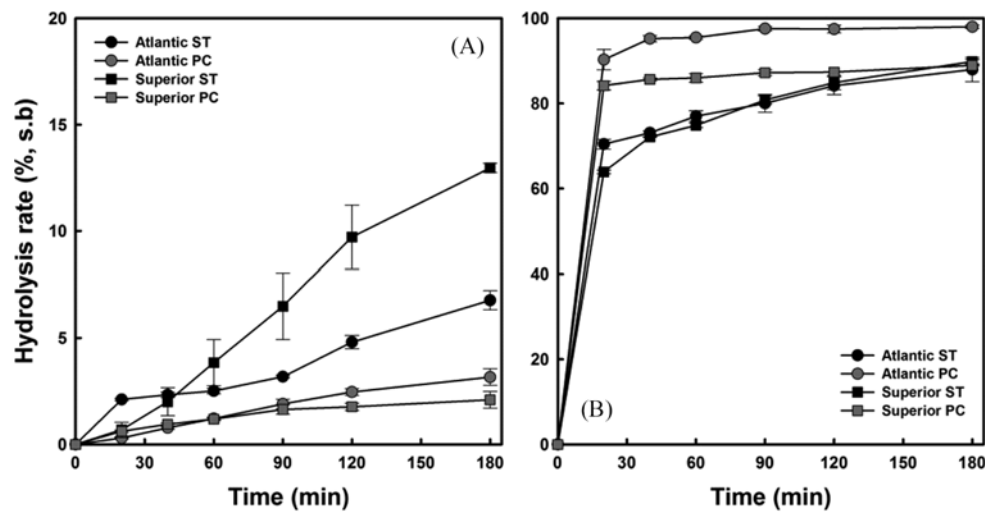 Hydrolysis rate (%, s.b)
20
15
10
5
0
(A)
Atlantic ST
Atlantic PC
Superior ST
Superior PC
0 30 60 90 120 150 180
Time (min)
100
80
60
40
20
0
(B)
Atlantic ST
Atlantic PC
Superior ST
Superior PC
0 30 60 90 120 150 180
Time (min)